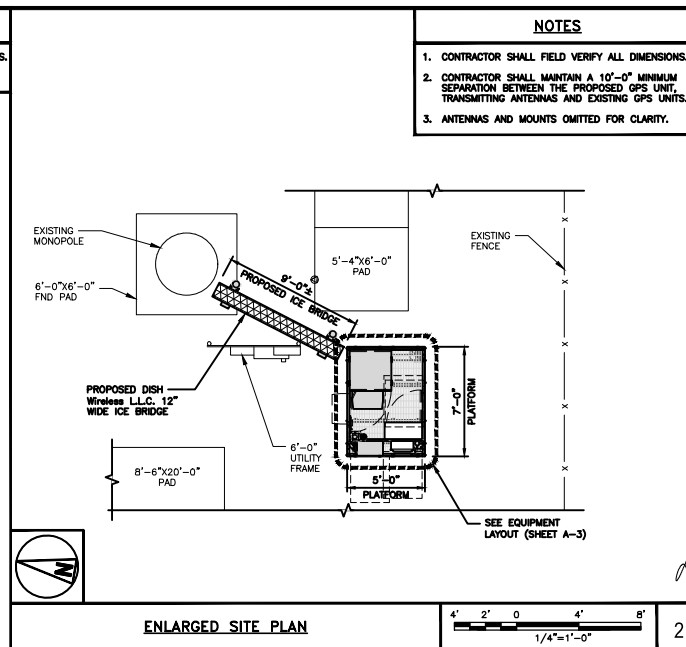 S.
NOTES
1. CONTRACTOR SHALL FIELD VERIFY ALL DIMENSIONS.
2. CONTRACTOR SHALL MAINTAIN A 10'-0" MINIMUM
SEPARATION BETWEEN THE PROPOSED GPS UNIT,
TRANSMITTING ANTENNAS AND EXISTING GPS UNITS.
3. ANTENNAS AND MOUNTS OMITTED FOR CLARITY.
EXISTING
MONOPOLE
6'-0"X6'-0"
FND PAD
9'-0"±
PROPOSED ICE BRIDGE
5'-4"X6'-0"
PAD
EXISTING
FENCE
X
X
X
X
X
PROPOSED DISH
Wireless L.L.C. 12"
WIDE ICE BRIDGE
6'-0"
UTILITY
FRAME
7'-0"
PLATFORM
5'-0"
PLATFORM
8'-6"X20'-0"
PAD
SEE EQUIPMENT
LAYOUT (SHEET A-3)
N
ENLARGED SITE PLAN
4' 2' 0 4' 8'
1/4"=1'-0"
2